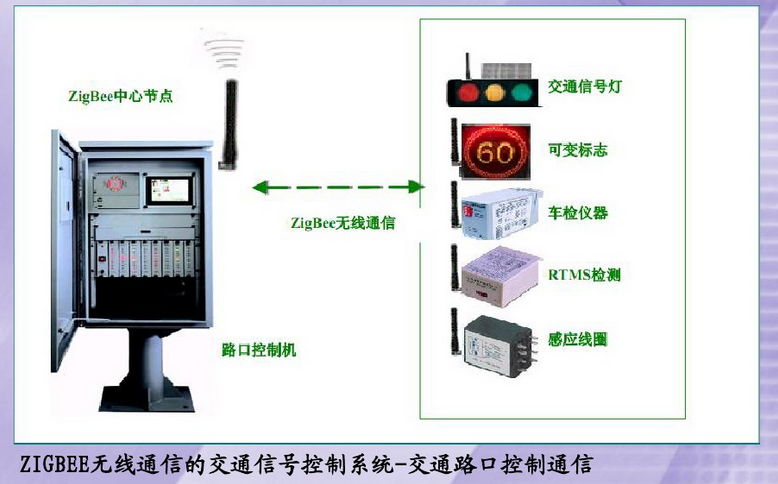 ZigBee中心节点
交通信号灯
可变标志
60
车检仪器
ZigBee无线通信
RTMS检测
路口控制机
感应线圈
ZIGBEE无线通信的交通信号控制系统-交通路口控制通信